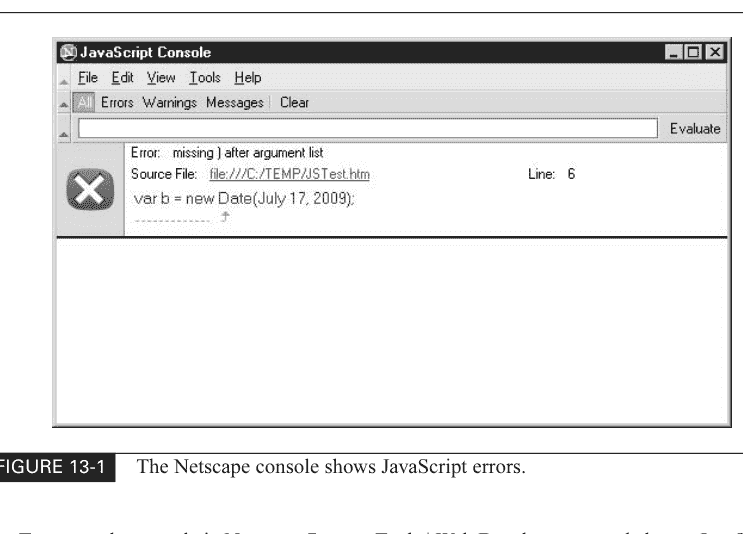 JavaScript Console
File Edit View Tools Help
All Errors Warnings Messages Clear
Evaluate
Error: missing ) after argument list
Source File: file:///C:/TEMP/JSTest.htm Line: 6
var b = new Date(July 17, 2009);
FIGURE 13-1 The Netscape console shows JavaScript errors.